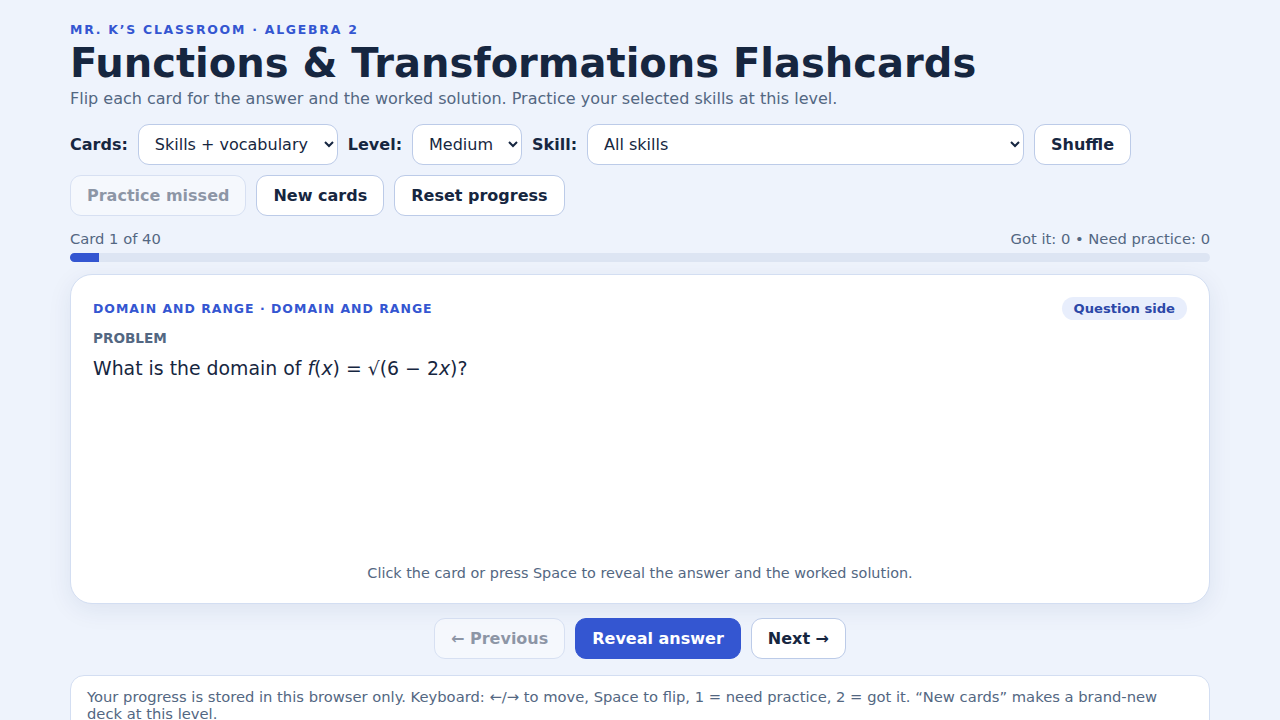 MR. K’S CLASSROOM · ALGEBRA 2
Functions & Transformations Flashcards
Flip each card for the answer and the worked solution. Practice your selected skills at this level.
Cards: Skills + vocabulary Level: Medium Skill: All skills Shuffle
Practice missed New cards Reset progress
Card 1 of 40 Got it: 0 • Need practice: 0
DOMAIN AND RANGE · DOMAIN AND RANGE Question side
PROBLEM
What is the domain of f(x) = √(6 − 2x)?
Click the card or press Space to reveal the answer and the worked solution.
← Previous Reveal answer Next →
Your progress is stored in this browser only. Keyboard: ←/→ to move, Space to flip, 1 = need practice, 2 = got it. “New cards” makes a brand-new
deck at this level.